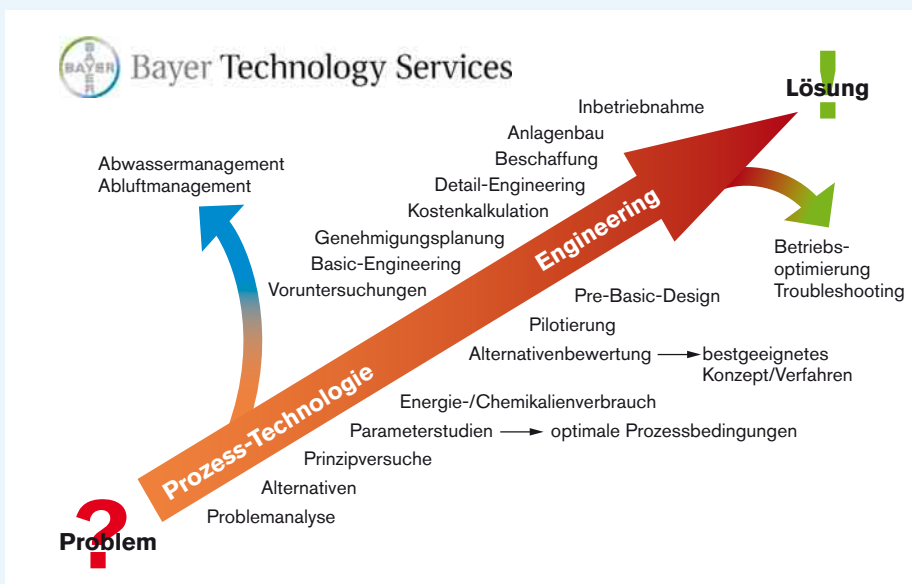 BAYER
BAYER
Bayer Technology Services
!
Lösung
Inbetriebnahme
Anlagenbau
Beschaffung
Detail-Engineering
Kostenkalkulation
Genehmigungsplanung
Basic-Engineering
Voruntersuchungen
Abwassermanagement
Abluftmanagement
Engineering
Prozess-Technologie
Betriebs-
optimierung
Troubleshooting
Pre-Basic-Design
Pilotierung
Alternativenbewertung → bestgeeignetes
Konzept/Verfahren
Energie-/Chemikalienverbrauch
Parameterstudien → optimale Prozessbedingungen
Prinzipversuche
Alternativen
Problemanalyse
?
Problem